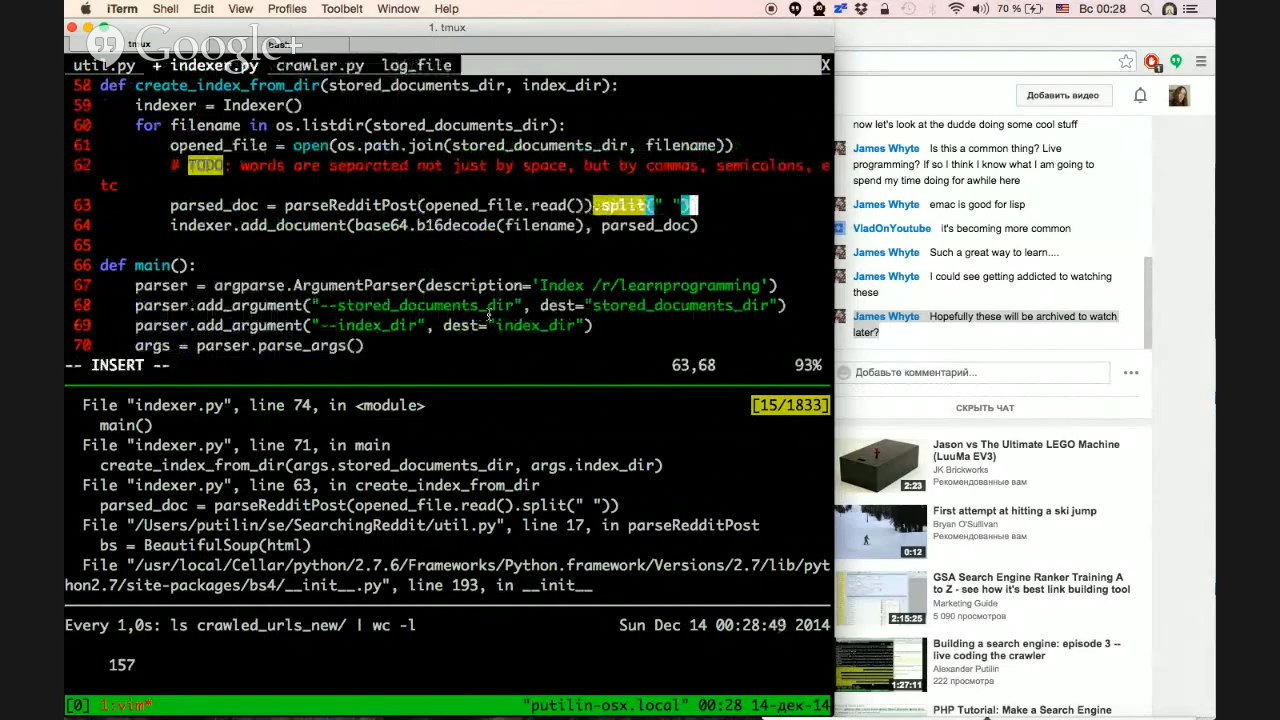 iTerm Shell Edit View Profiles Toolbelt Window Help 70 % Вс 00:28
1. tmux
tmux bash
Google+
util.py + indexer.py crawler.py log_file X
58 def create_index_from_dir(stored_documents_dir, index_dir):
59 indexer = Indexer()
60 for filename in os.listdir(stored_documents_dir):
61 opened_file = open(os.path.join(stored_documents_dir, filename))
62 # TODO: words are separated not just by space, but by commas, semicolons, e
tc
63 parsed_doc = parseRedditPost(opened_file.read()).split(" ")
64 indexer.add_document(base64.b16decode(filename), parsed_doc)
65
66 def main():
67 parser = argparse.ArgumentParser(description='Index /r/learnprogramming')
68 parser.add_argument("--stored_documents_dir", dest="stored_documents_dir")
69 parser.add_argument("--index_dir", dest="index_dir")
70 args = parser.parse_args()
-- INSERT -- 63,68 93%
File "indexer.py", line 74, in <module> [15/1833]
main()
File "indexer.py", line 71, in main
create_index_from_dir(args.stored_documents_dir, args.index_dir)
File "indexer.py", line 63, in create_index_from_dir
parsed_doc = parseRedditPost(opened_file.read().split(" "))
File "/Users/putilin/se/SearchingReddit/util.py", line 17, in parseRedditPost
bs = BeautifulSoup(html)
File "/usr/local/Cellar/python/2.7.6/Frameworks/Python.framework/Versions/2.7/lib/pyt
hon2.7/site-packages/bs4/__init__.py", line 193, in __init__
Every 1,0s: ls crawled_urls_new/ | wc -l Sun Dec 14 00:28:49 2014
157
[0] 1:vim* "putilin-osx.local" 00:28 14-дек-14
Добавить видео
now let's look at the dudde doing some cool stuff
James Whyte Is this a common thing? Live
programming? If so I think I know what I am going to
spend my time doing for awhile here
James Whyte emac is good for lisp
VladOnYoutube it's becoming more common
James Whyte Such a great way to learn....
James Whyte I could see getting addicted to watching
these
James Whyte Hopefully these will be archived to watch
later?
Добавьте комментарий...
СКРЫТЬ ЧАТ
Jason vs The Ultimate LEGO Machine
(LuuMa EV3)
JK Brickworks
Рекомендованные вам
2:23
First attempt at hitting a ski jump
Bryan O'Sullivan
Рекомендованные вам
0:12
GSA Search Engine Ranker Training A
to Z - see how it's best link building tool
Marketing Guide
5 090 просмотров
2:15:25
Building a search engine: episode 3 --
live coding the crawler
Alexander Putilin
222 просмотра
1:27:11
PHP Tutorial: Make a Search Engine